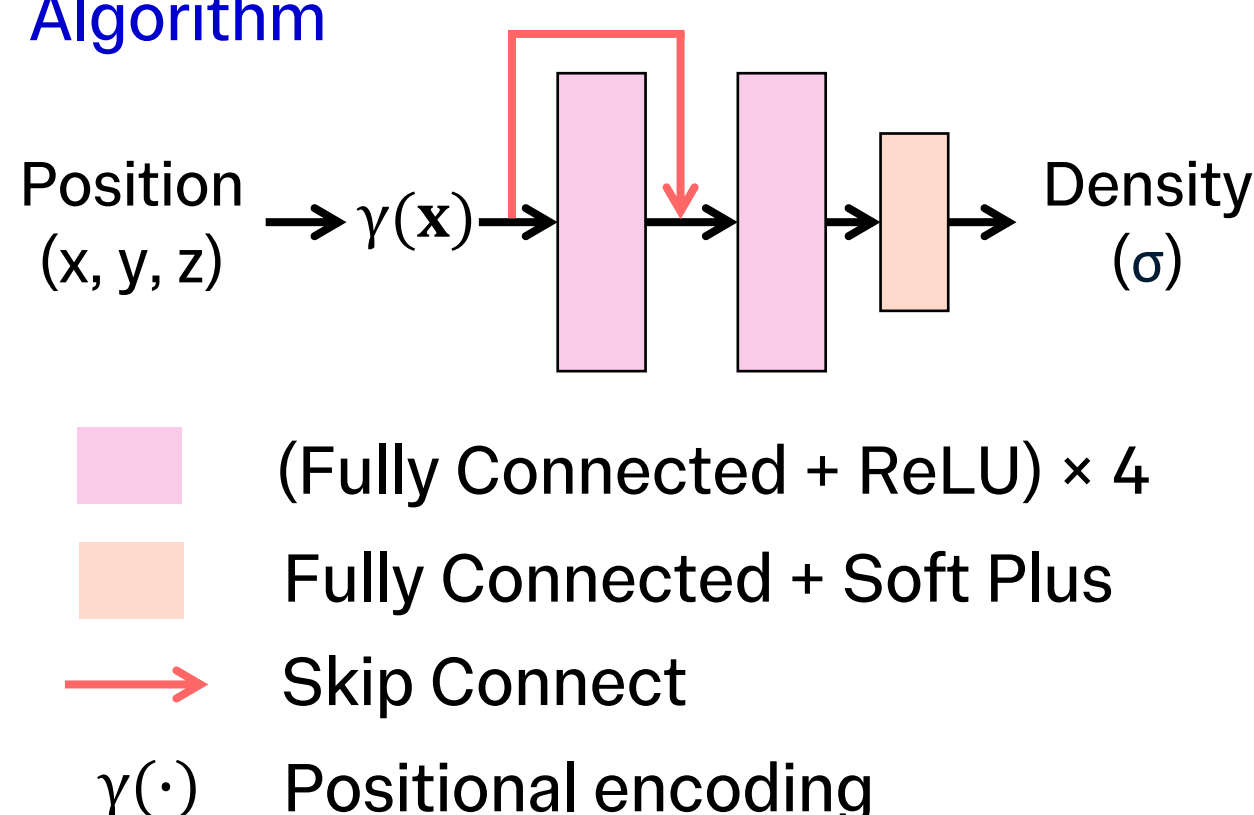 Algorithm
Position
(x, y, z)
γ(𝐱)
Density
(σ)
(Fully Connected + ReLU) × 4
Fully Connected + Soft Plus
Skip Connect
γ(·) Positional encoding